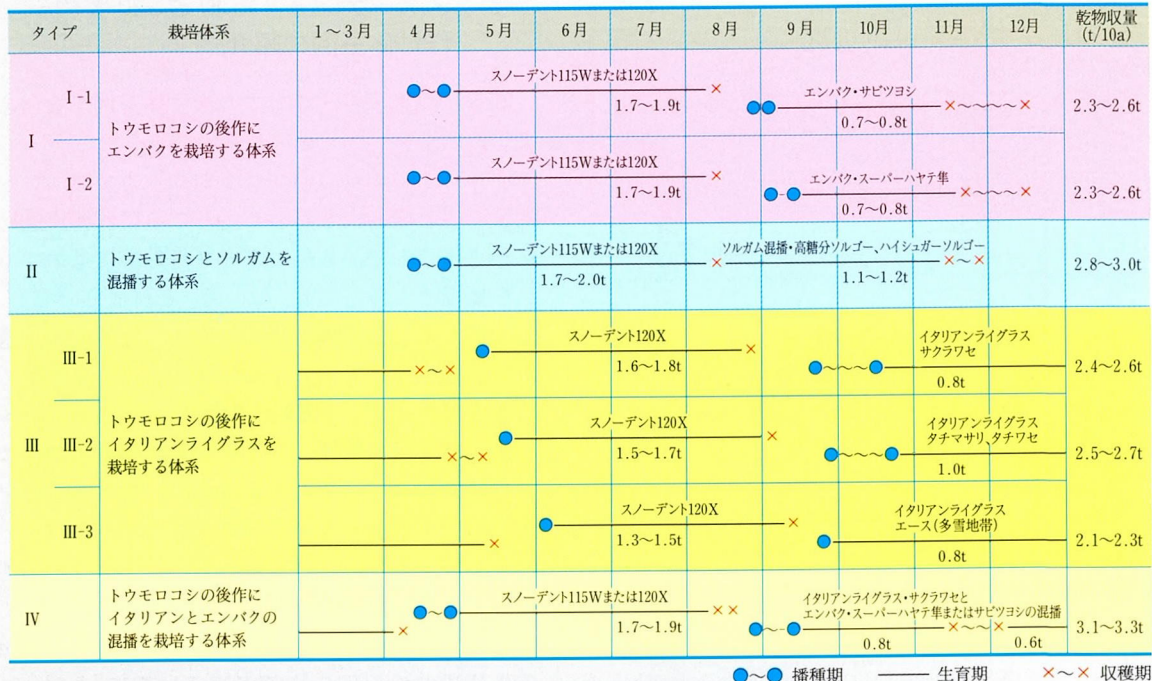 タイプ 栽培体系 1～3月 4月 5月 6月 7月 8月 9月 10月 11月 12月 乾物収量
(t/10a)
I
I-1
トウモロコシの後作に
エンバクを栽培する体系
スノーデント115Wまたは120X
1.7～1.9t
エンバク・サビツヨシ
0.7～0.8t
2.3～2.6t
I-2
スノーデント115Wまたは120X
1.7～1.9t
エンバク・スーパーハヤテ隼
0.7～0.8t
2.3～2.6t
II
トウモロコシとソルガムを
混播する体系
スノーデント115Wまたは120X
1.7～2.0t
ソルガム混播・高糖分ソルゴー、ハイシュガーソルゴー
1.1～1.2t
2.8～3.0t
III
III-1
スノーデント120X
1.6～1.8t
イタリアンライグラス
サクラワセ
0.8t
2.4～2.6t
トウモロコシの後作に
イタリアンライグラスを
栽培する体系
III-2
スノーデント120X
1.5～1.7t
イタリアンライグラス
タチマサリ、タチワセ
1.0t
2.5～2.7t
III-3
スノーデント120X
1.3～1.5t
イタリアンライグラス
エース(多雪地帯)
0.8t
2.1～2.3t
IV
トウモロコシの後作に
イタリアンとエンバクの
混播を栽培する体系
スノーデント115Wまたは120X
1.7～1.9t
イタリアンライグラス・サクラワセと
エンバク・スーパーハヤテ隼またはサビツヨシの混播
0.8t
0.6t
3.1～3.3t
播種期 生育期 収穫期